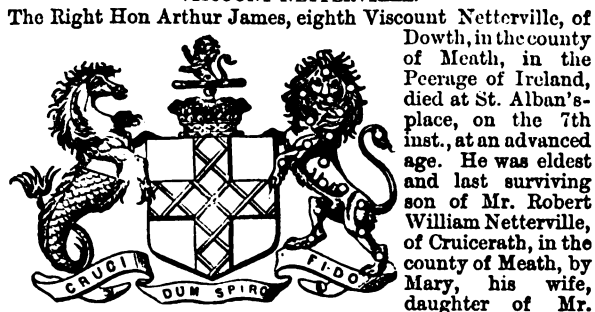 The Right Hon Arthur James, eighth Viscount Netterville, of
Dowth, in the county
of Meath, in the
Peerage of Ireland,
died at St. Alban's-
place, on the 7th
inst., at an advanced
age. He was eldest
and last surviving
son of Mr. Robert
William Netterville,
of Cruicerath, in the
county of Meath, by
Mary, his wife,
daughter of Mr.
CRUCI
DUM SPIRO
FIDO